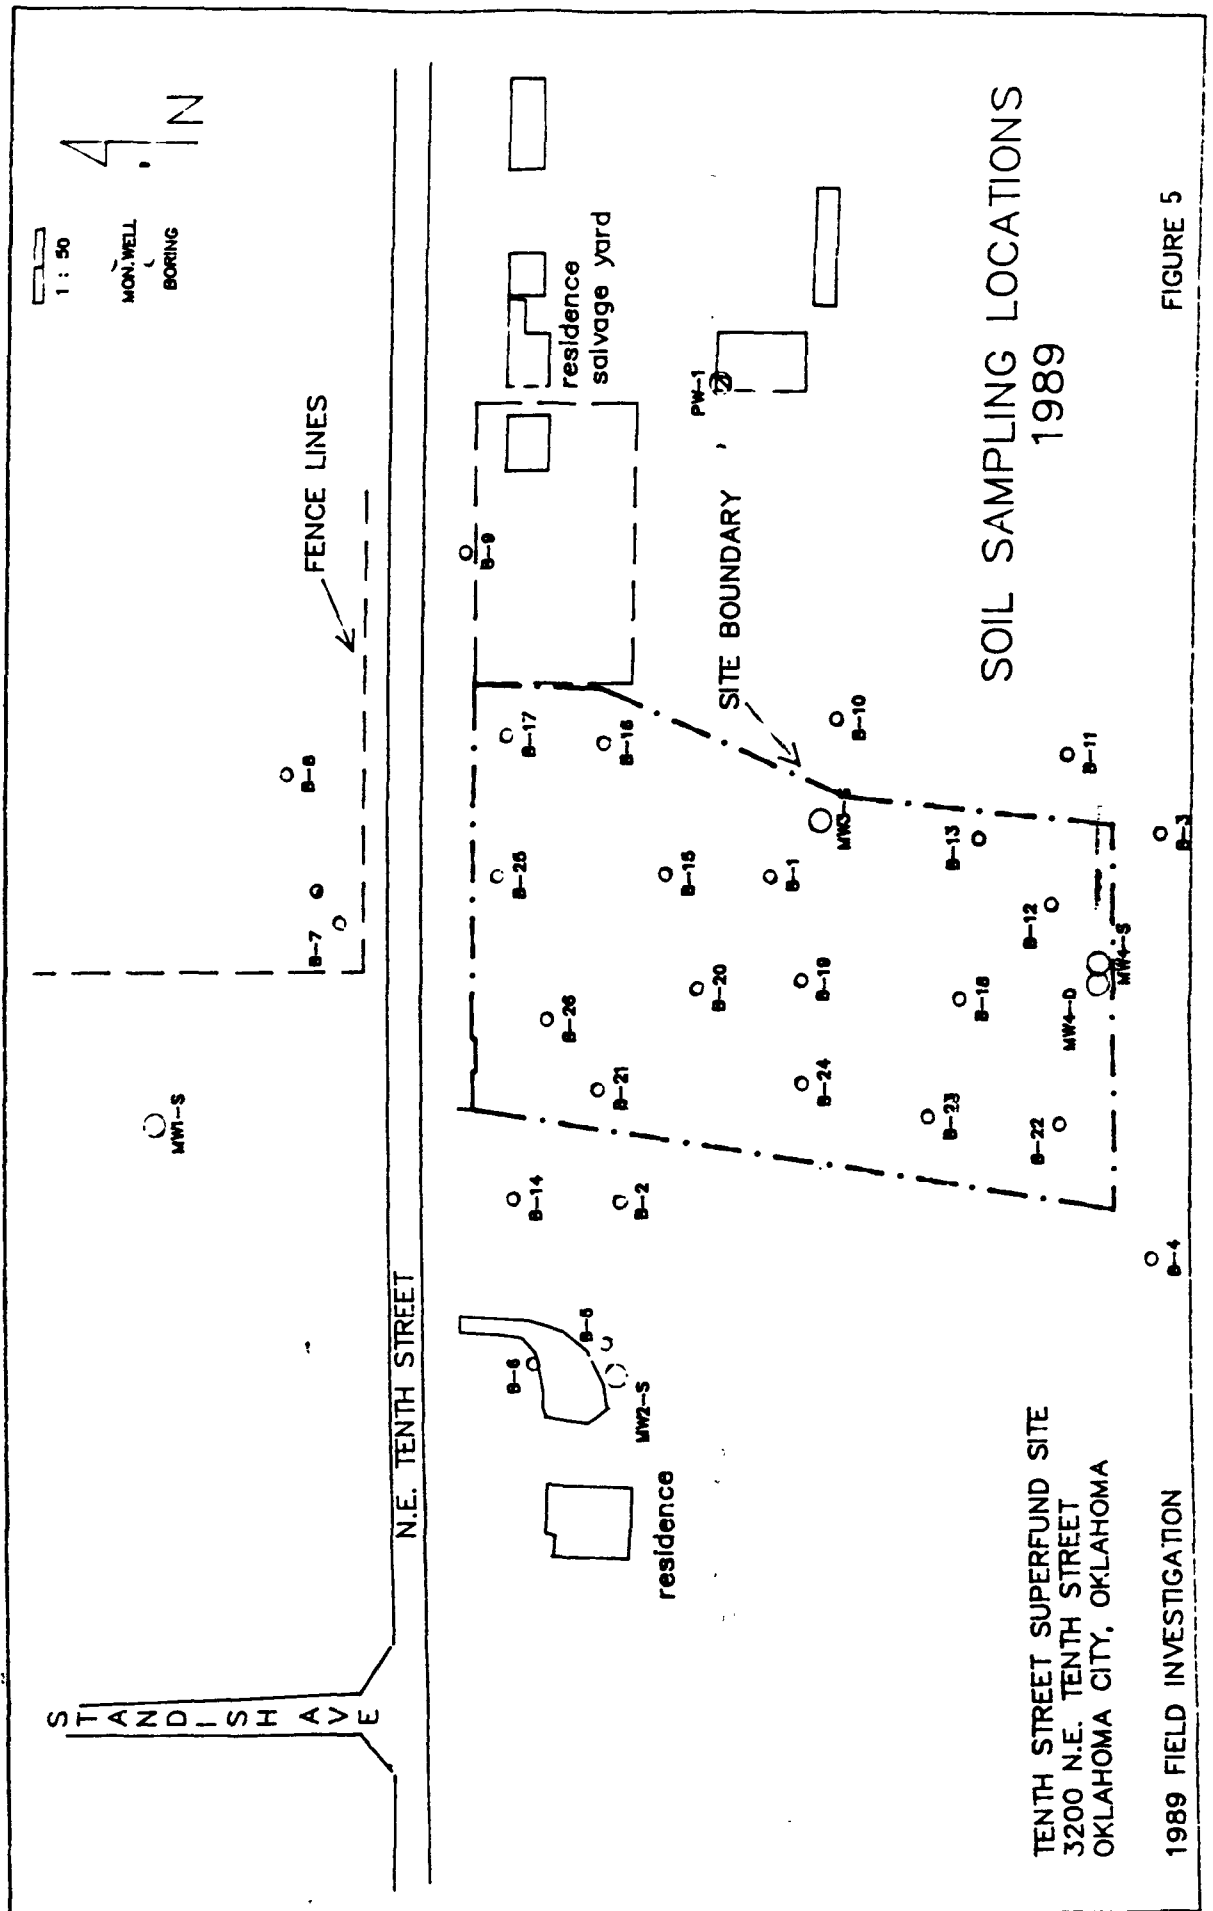 STANDISH AVE
N.E. TENTH STREET
FENCE LINES
1 : 50
MON.WELL
BORING
N
MW1-S
B-7
B-8
B-9
residence
salvage yard
PW-1
SITE BOUNDARY
B-14
B-2
B-6
B-5
MW2-S
residence
B-26
B-21
B-25
B-17
B-16
B-15
B-1
B-20
B-19
B-24
MW3-S
B-10
B-11
B-13
B-12
B-18
B-23
B-22
MW4-D
MW4-S
B-3
B-4
SOIL SAMPLING LOCATIONS
1989
TENTH STREET SUPERFUND SITE
3200 N.E. TENTH STREET
OKLAHOMA CITY, OKLAHOMA
1989 FIELD INVESTIGATION
FIGURE 5